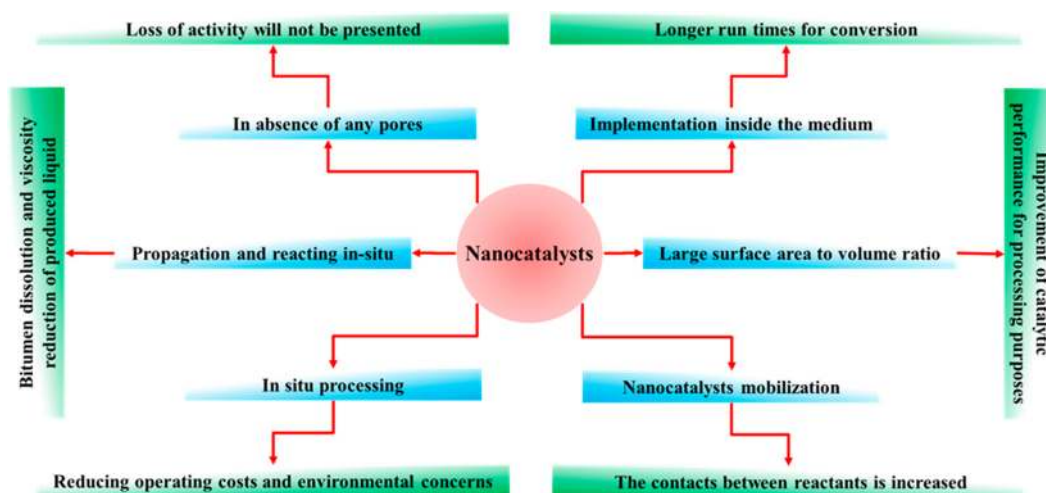 Loss of activity will not be presented
Longer run times for conversion
In absence of any pores
Implementation inside the medium
Bitumen dissolution and viscosity
reduction of produced liquid
Propagation and reacting in-situ
Nanocatalysts
Large surface area to volume ratio
Improvement of catalytic
performance for processing purposes
In situ processing
Nanocatalysts mobilization
Reducing operating costs and environmental concerns
The contacts between reactants is increased